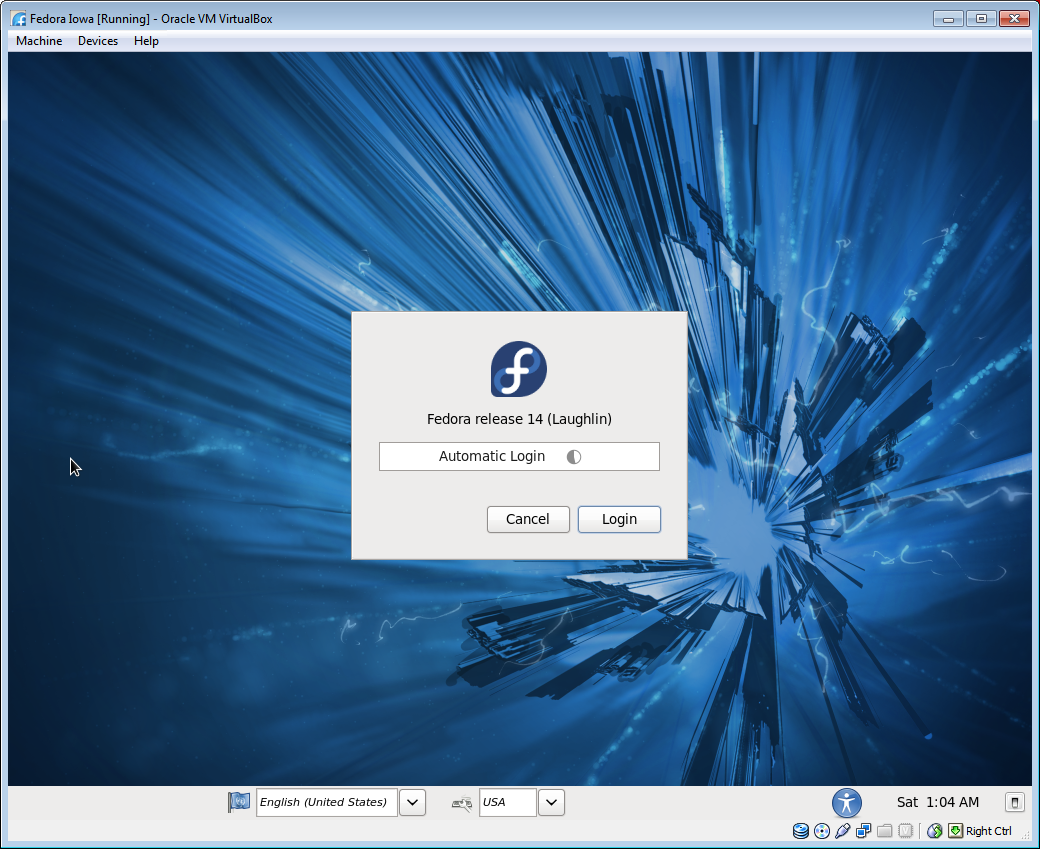 Fedora Iowa [Running] - Oracle VM VirtualBox
Machine Devices Help
Fedora release 14 (Laughlin)
Automatic Login
Cancel Login
English (United States) USA Sat 1:04 AM
Right Ctrl